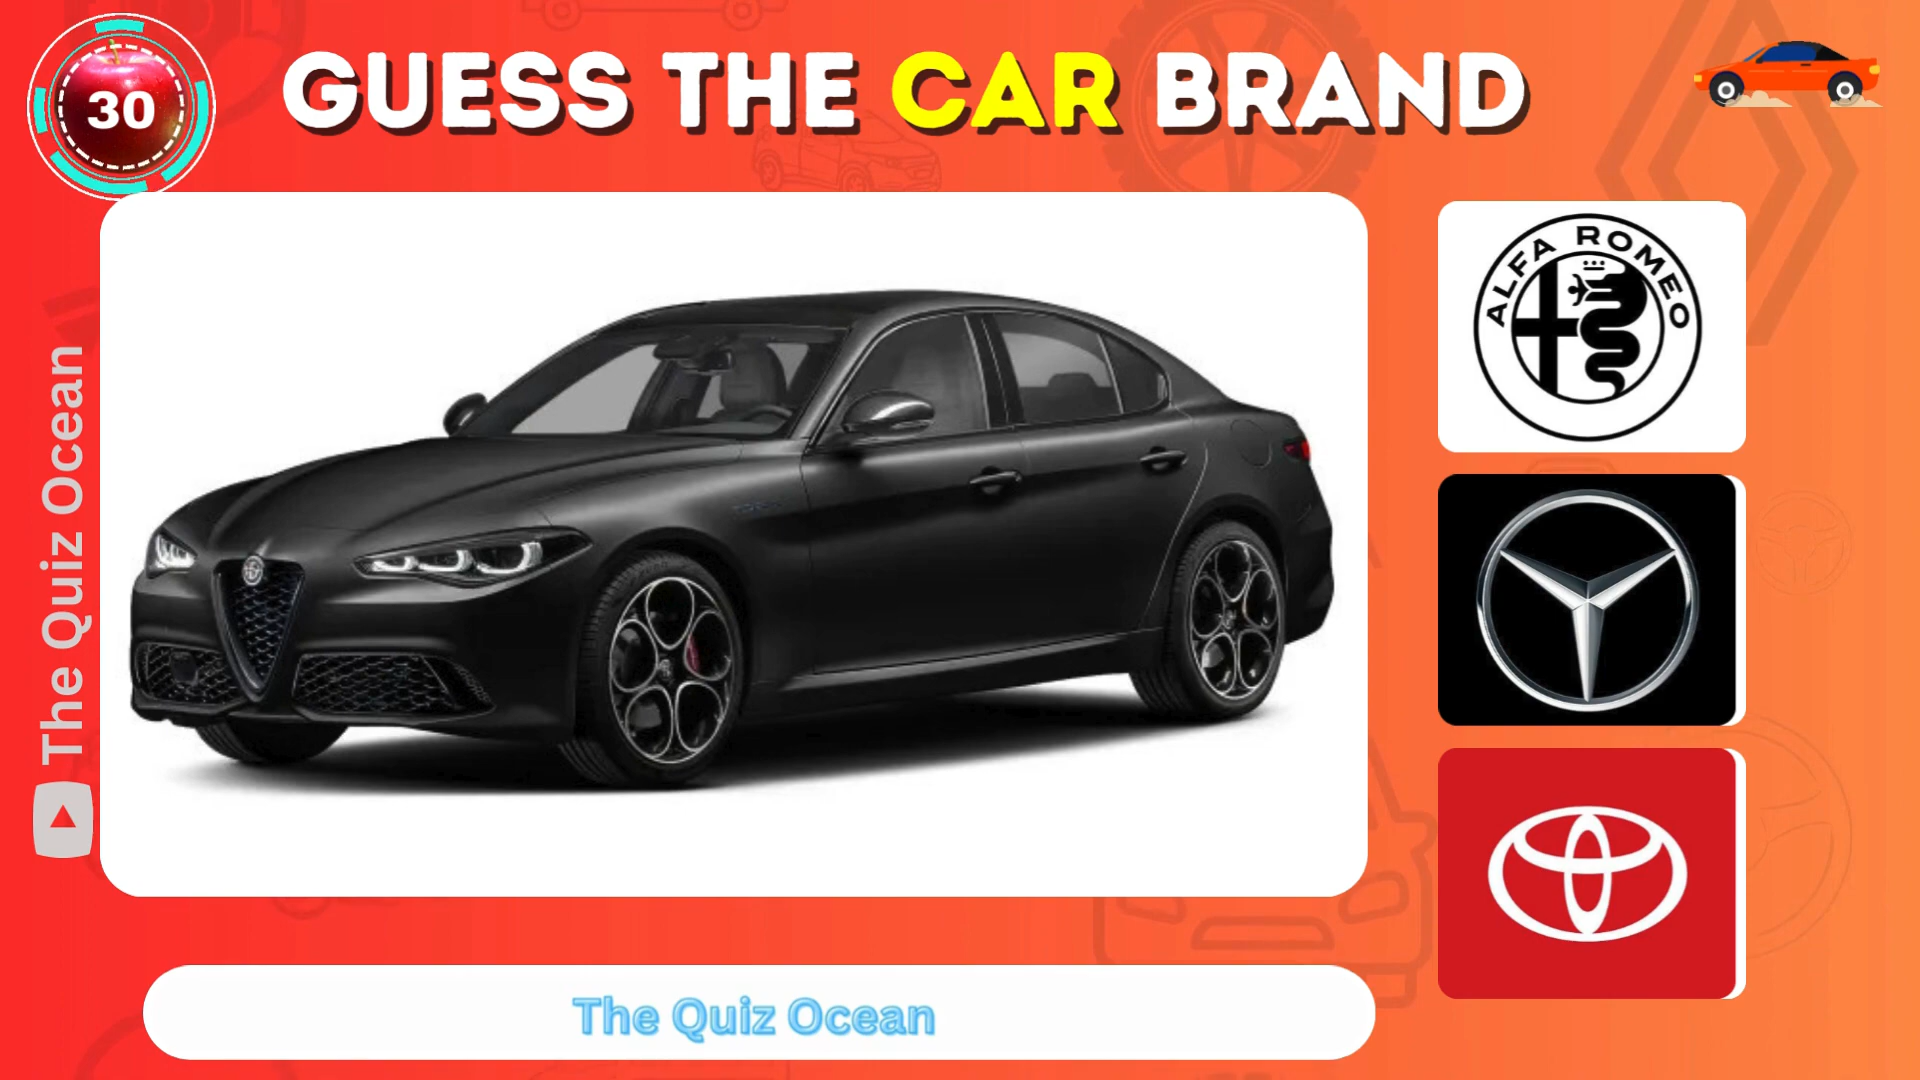 30
GUESS THE CAR BRAND
The Quiz Ocean
ALFA ROMEO
The Quiz Ocean